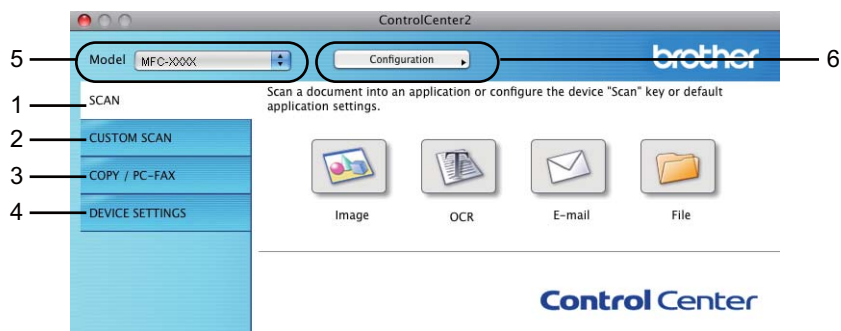 ControlCenter2
5 Model MFC-XXXX Configuration brother 6
1 SCAN
Scan a document into an application or configure the device "Scan" key or default
application settings.
2 CUSTOM SCAN
3 COPY / PC-FAX
4 DEVICE SETTINGS
Image OCR E-mail File
Control Center